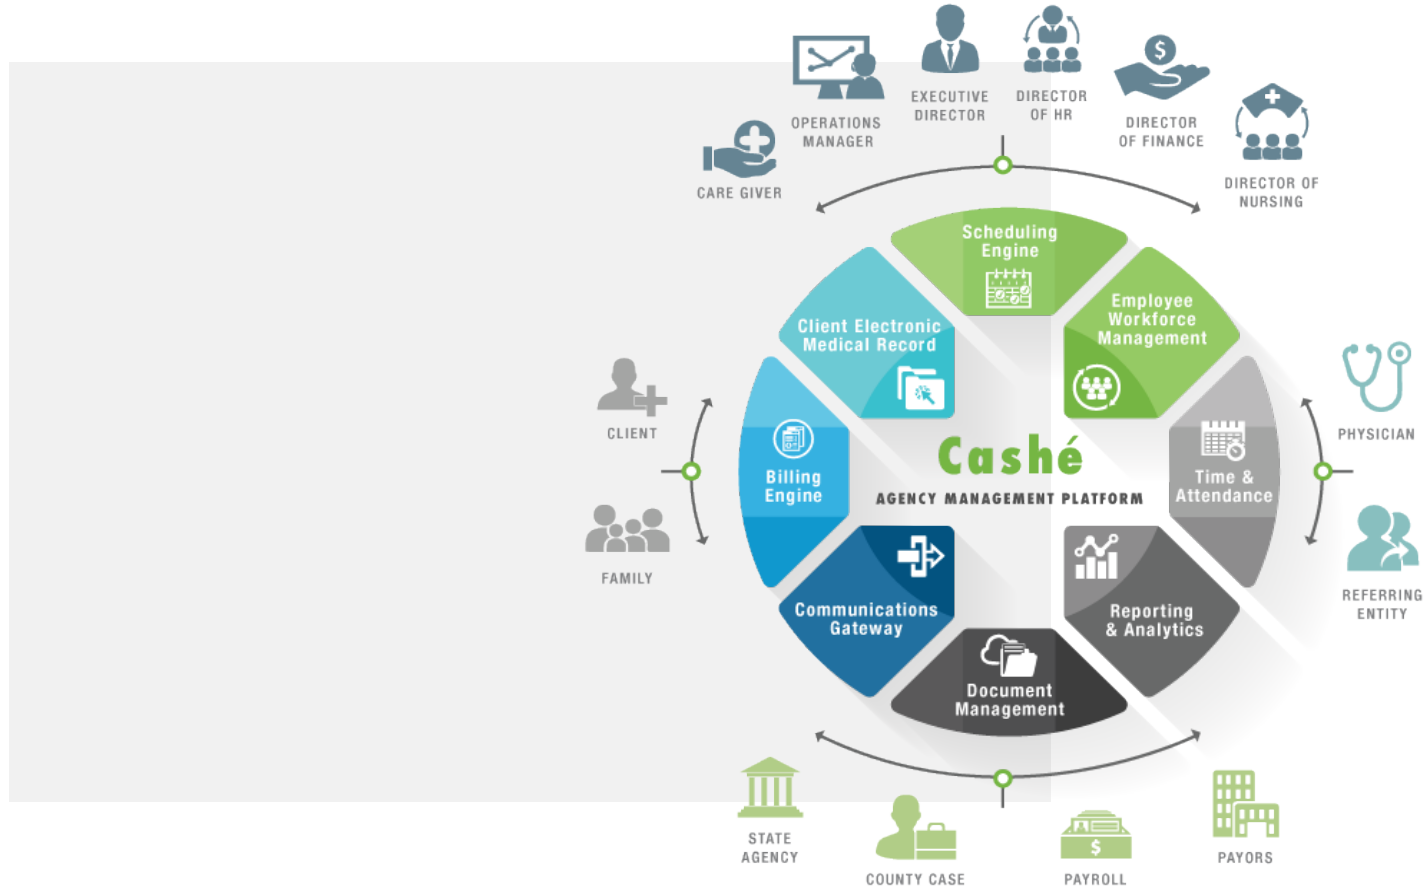 EXECUTIVE
DIRECTOR
DIRECTOR
OF HR
OPERATIONS
MANAGER
DIRECTOR
OF FINANCE
CARE GIVER
DIRECTOR OF
NURSING
Scheduling
Engine
Employee
Workforce
Management
Client Electronic
Medical Record
CLIENT
PHYSICIAN
Cashé
AGENCY MANAGEMENT PLATFORM
Billing
Engine
Time &
Attendance
FAMILY
REFERRING
ENTITY
Communications
Gateway
Reporting
& Analytics
Document
Management
STATE
AGENCY
COUNTY CASE
PAYROLL
PAYORS
$
$